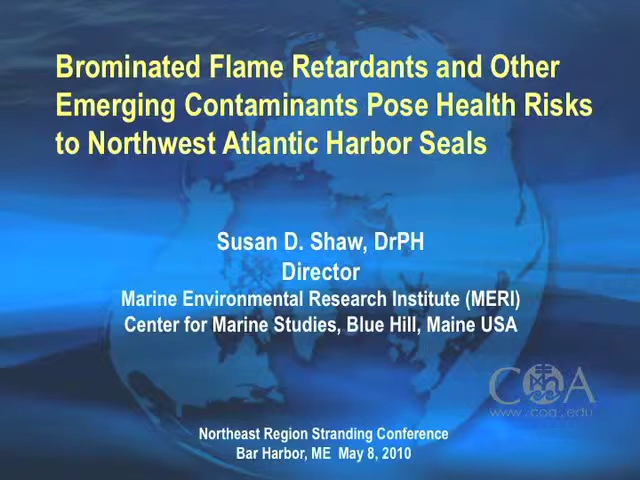 Brominated Flame Retardants and Other
Emerging Contaminants Pose Health Risks
to Northwest Atlantic Harbor Seals
Susan D. Shaw, DrPH
Director
Marine Environmental Research Institute (MERI)
Center for Marine Studies, Blue Hill, Maine USA
COA
www.coa.edu
Northeast Region Stranding Conference
Bar Harbor, ME May 8, 2010